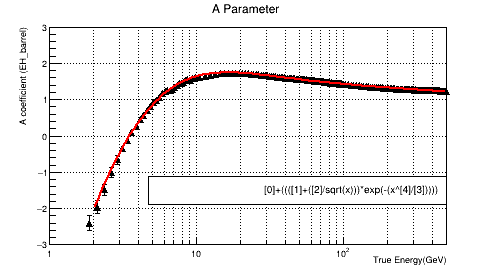 A Parameter
A coefficient (EH_barrel)
3
2
1
0
−1
−2
−3
[0]+((([1]+([2]/sqrt(x)))*exp(-(x^[4]/[3]))))
1
10
10²
True Energy(GeV)